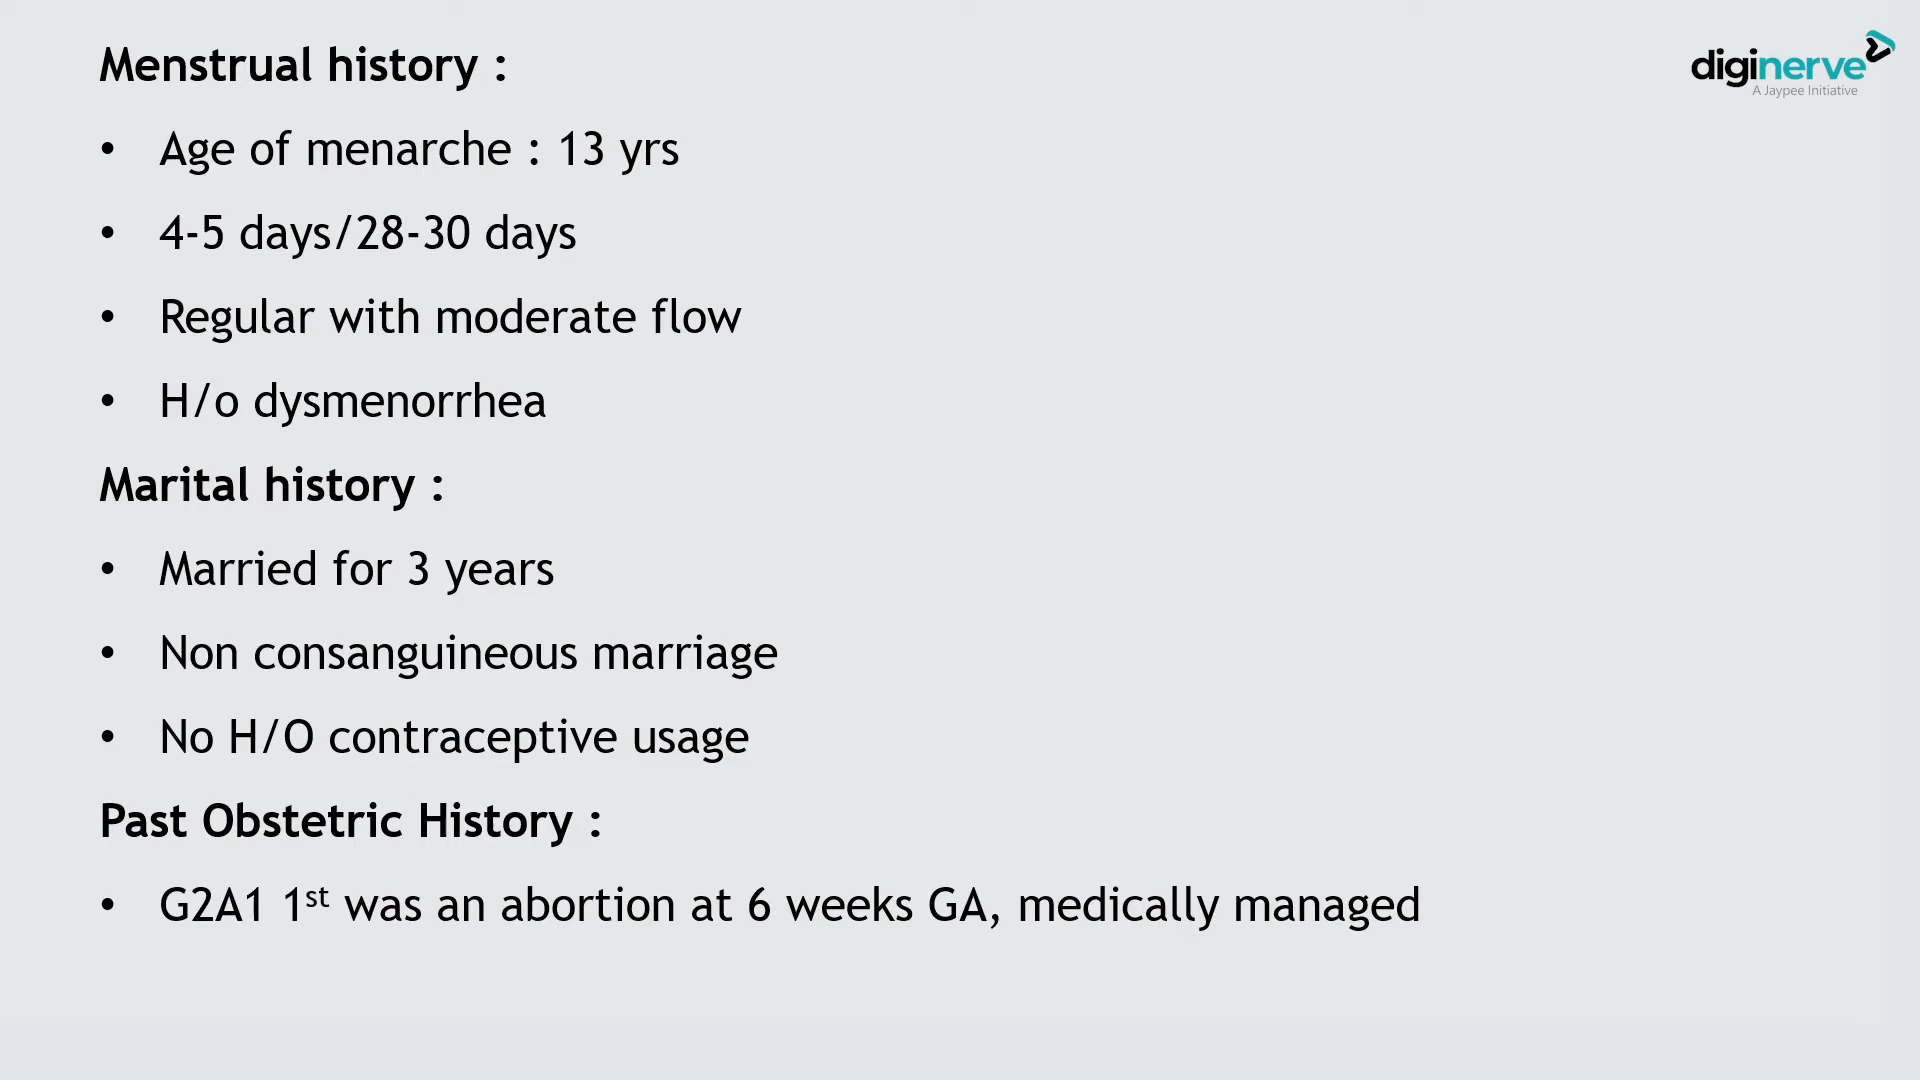 Menstrual history :
diginerve
A Jaypee Initiative
• Age of menarche : 13 yrs
• 4-5 days/28-30 days
• Regular with moderate flow
• H/o dysmenorrhea
Marital history :
• Married for 3 years
• Non consanguineous marriage
• No H/O contraceptive usage
Past Obstetric History :
• G2A1 1st was an abortion at 6 weeks GA, medically managed